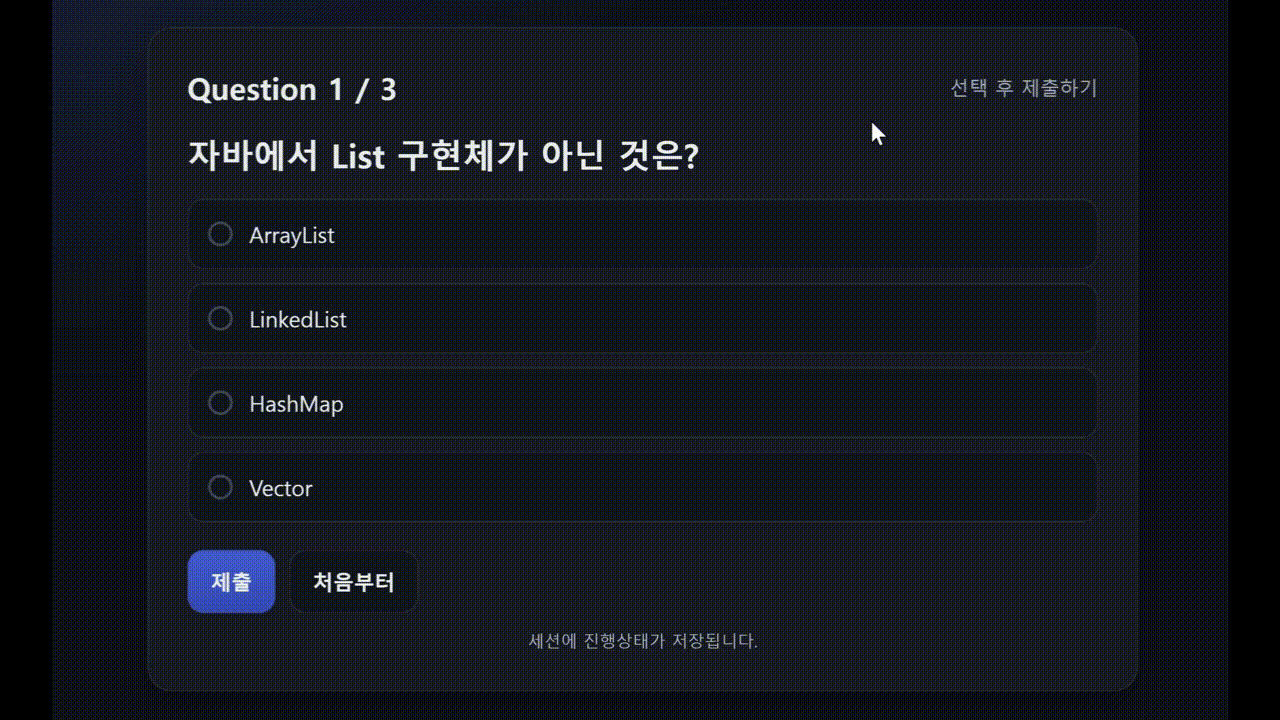 Question 1 / 3
선택 후 제출하기
자바에서 List 구현체가 아닌 것은?
ArrayList
LinkedList
HashMap
Vector
제출
처음부터
세션에 진행상태가 저장됩니다.